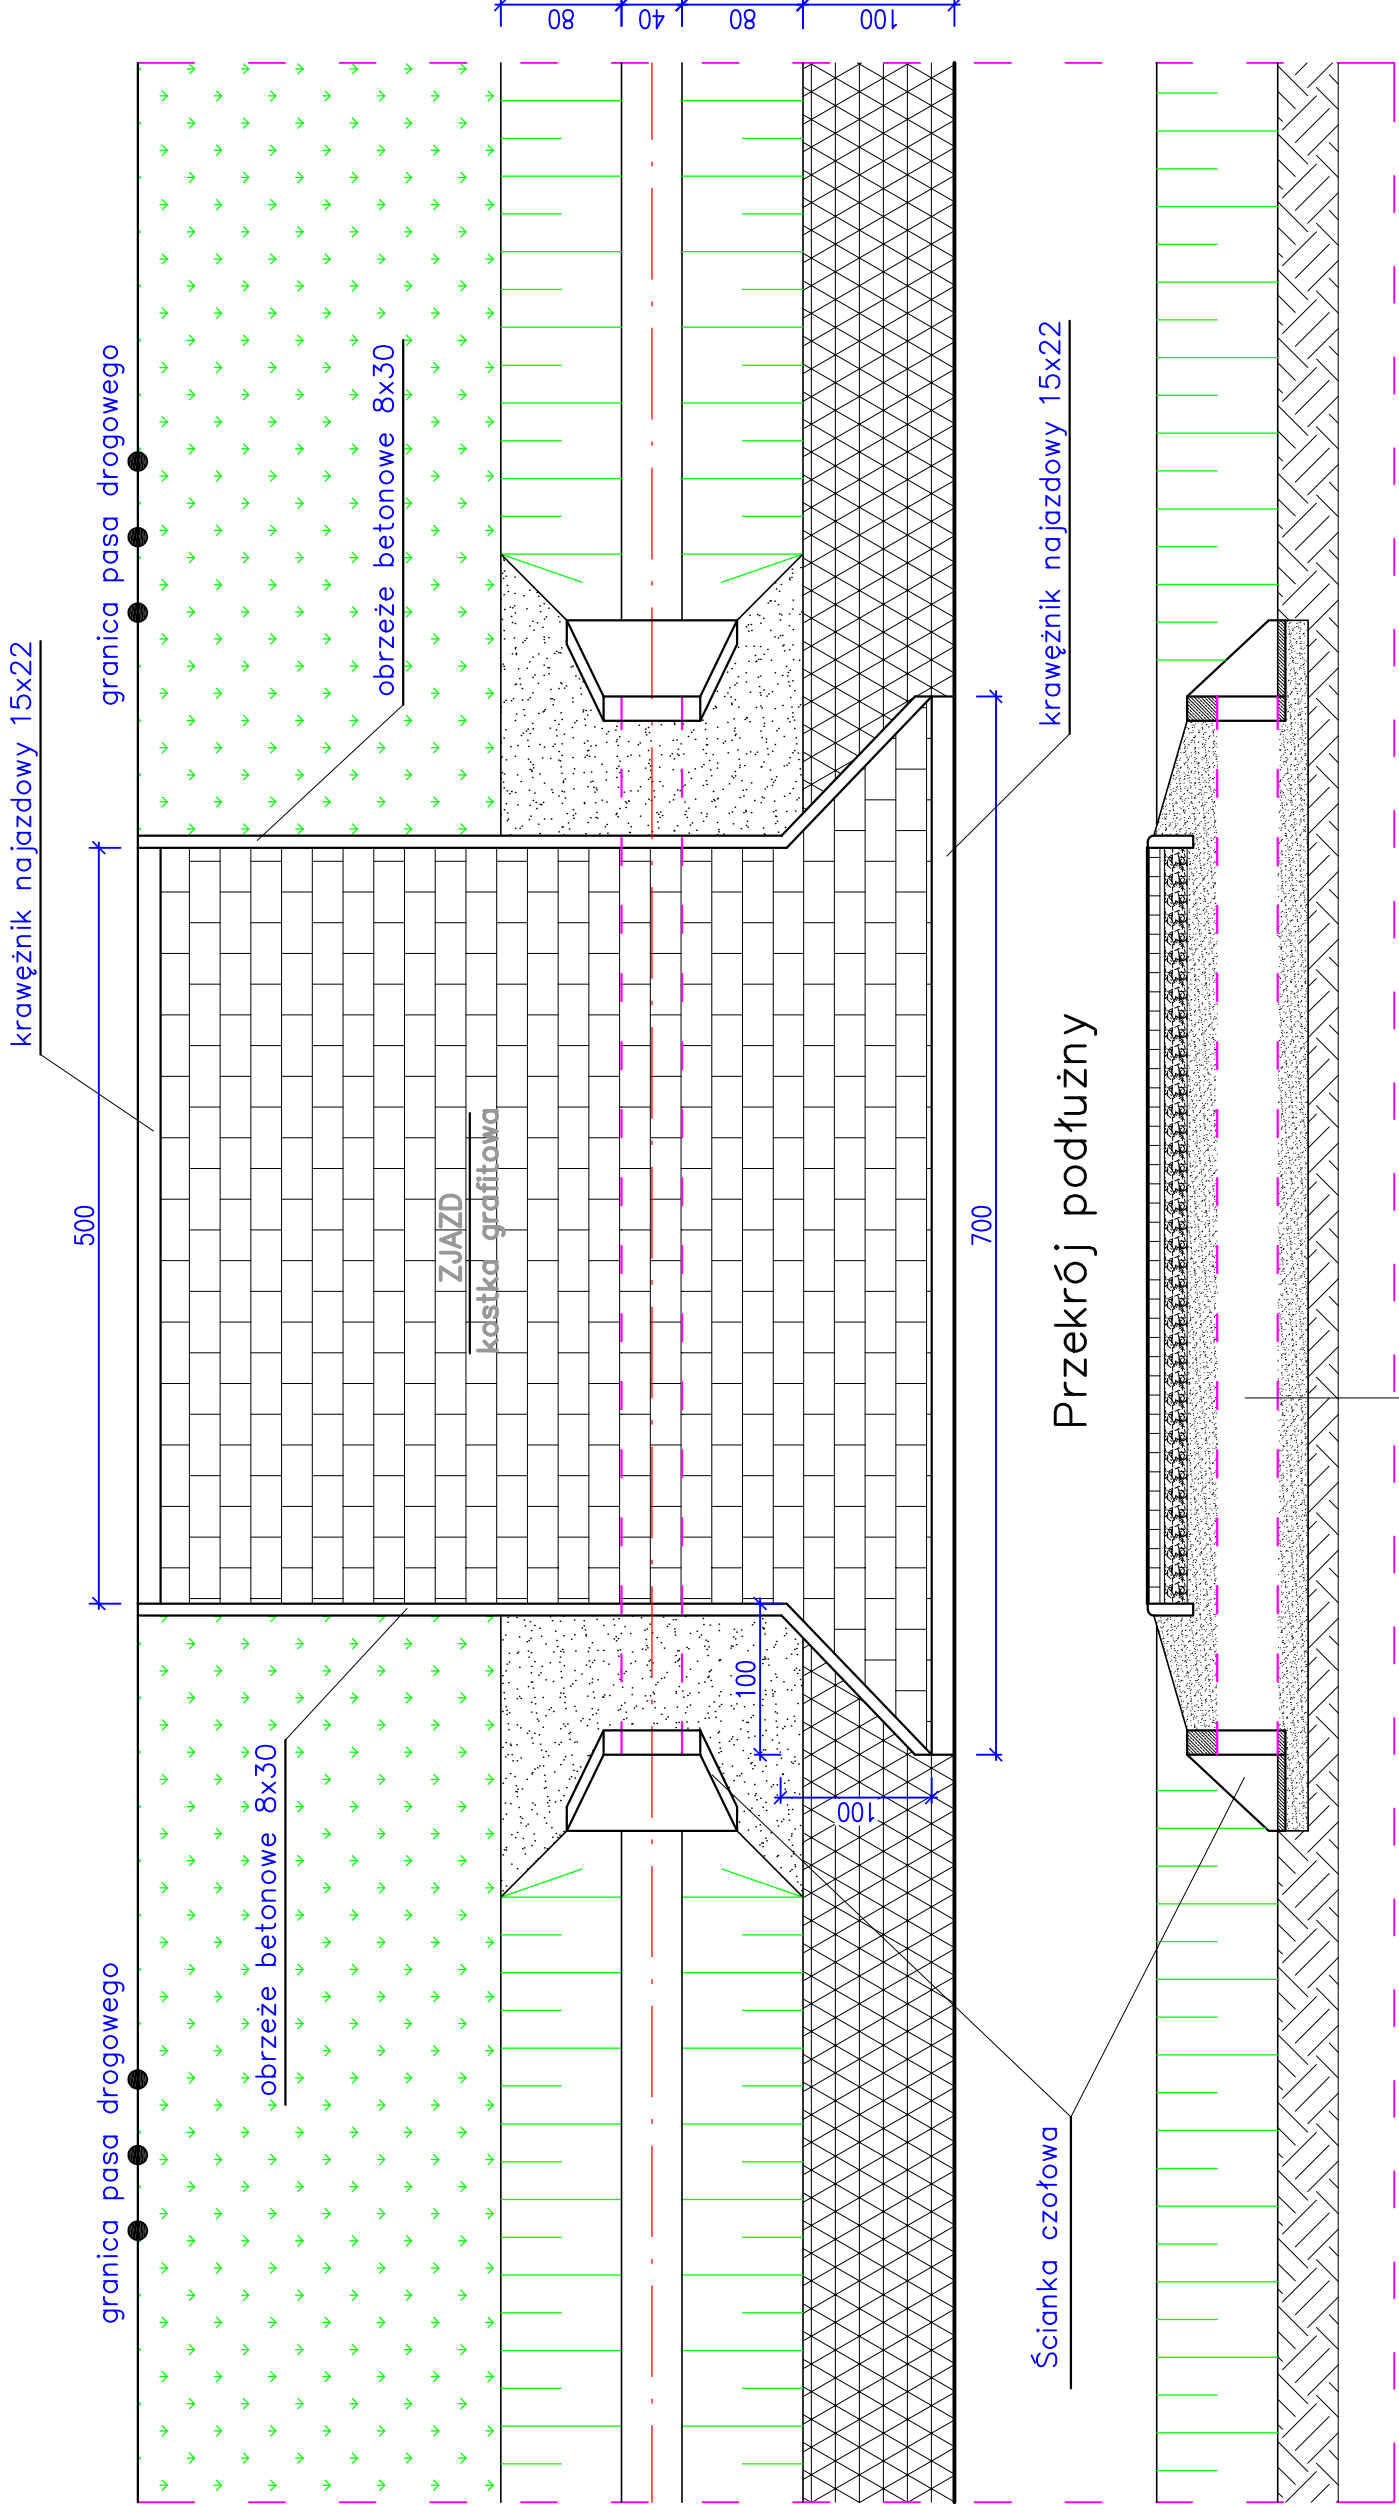 krawężnik najazdowy 15x22
granica pasa drogowego
granica pasa drogowego
500
obrzeże betonowe 8x30
obrzeże betonowe 8x30
ZJAZD
kostka grafitowa
80
40
80
100
100
100
700
krawężnik najazdowy 15x22
Ścianka czołowa
Przekrój podłużny